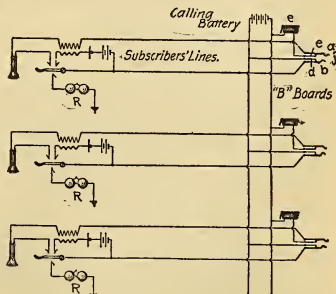 Calling
Battery
e
e
a
Subscribers' Lines.
d
b
R
"B" Boards
R
R